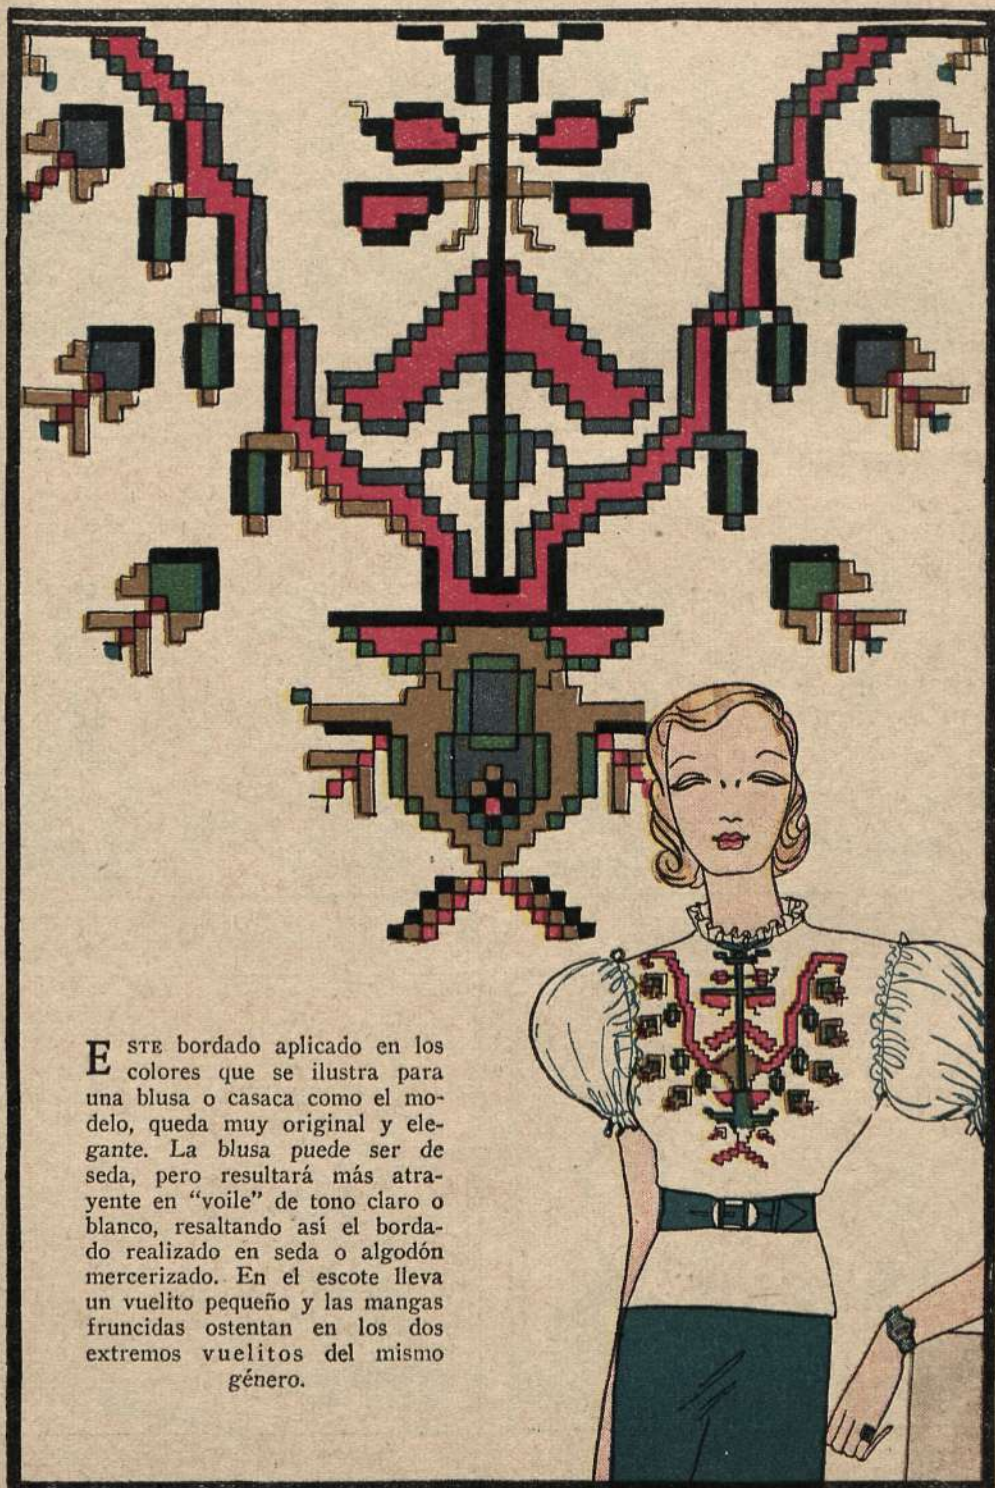 ESTE bordado aplicado en los
colores que se ilustra para
una blusa o casaca como el mo-
delo, queda muy original y ele-
gante. La blusa puede ser de
seda, pero resultará más atra-
yente en "voile" de tono claro o
blanco, resaltando así el borda-
do realizado en seda o algodón
mercerizado. En el escote lleva
un vuelito pequeño y las mangas
fruncidas ostentan en los dos
extremos vuelitos del mismo
género.